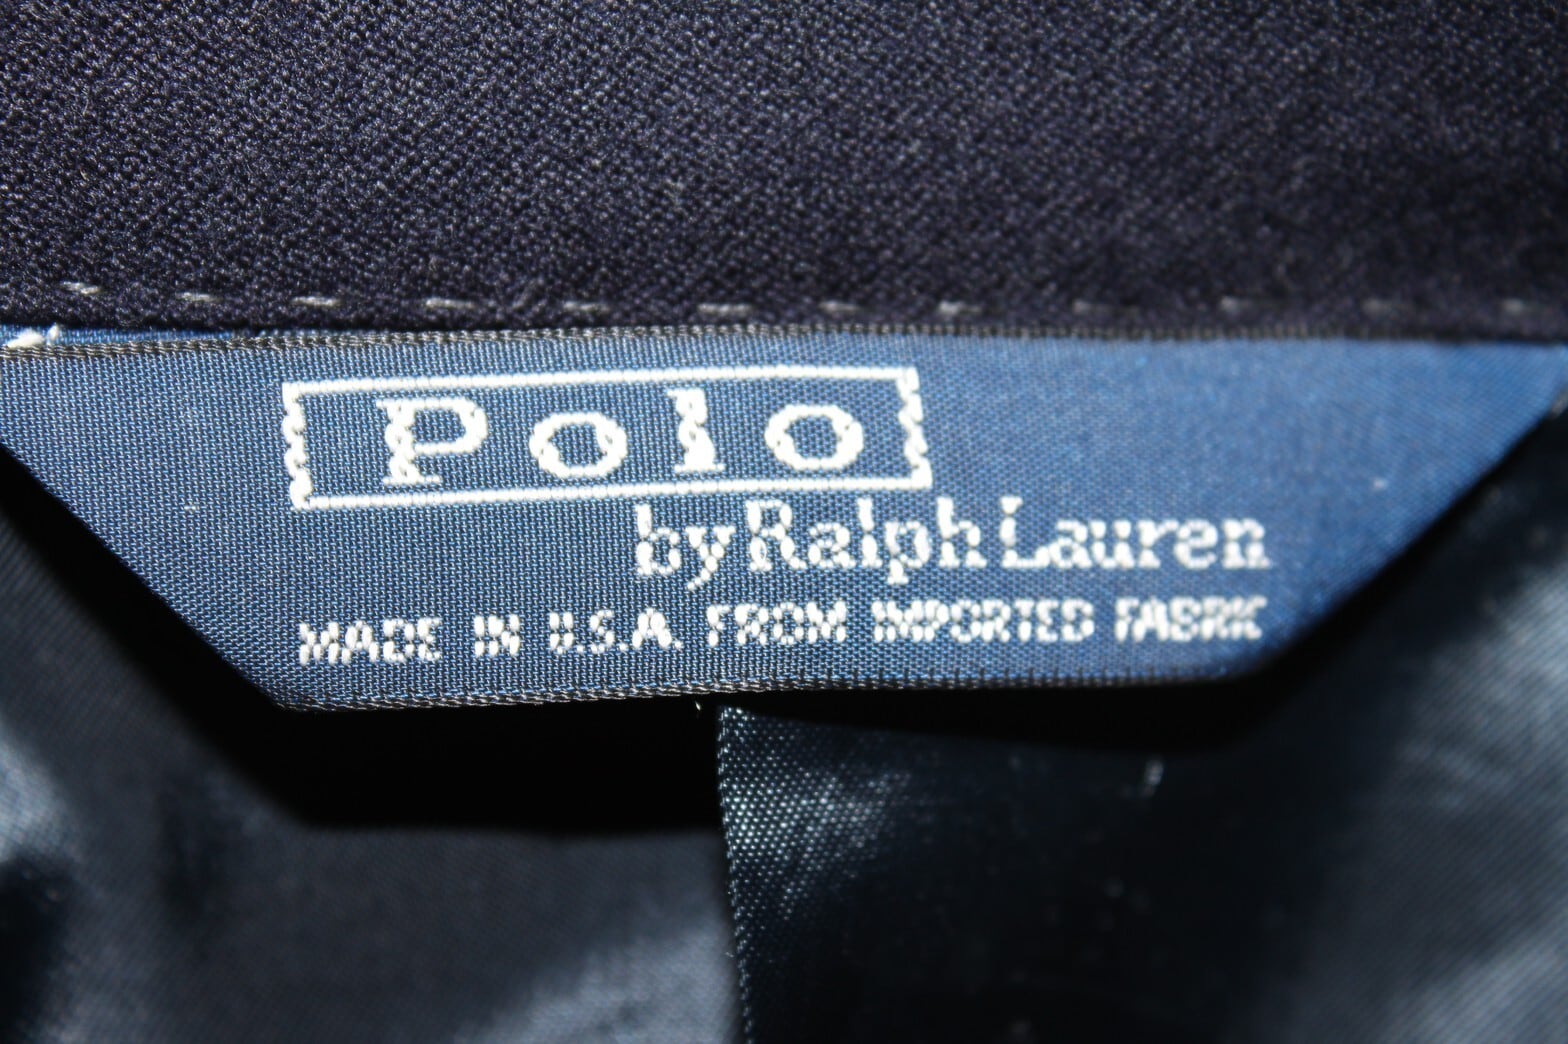 Polo
by Ralph Lauren
MADE IN U.S.A. FROM IMPORTED FABRIC